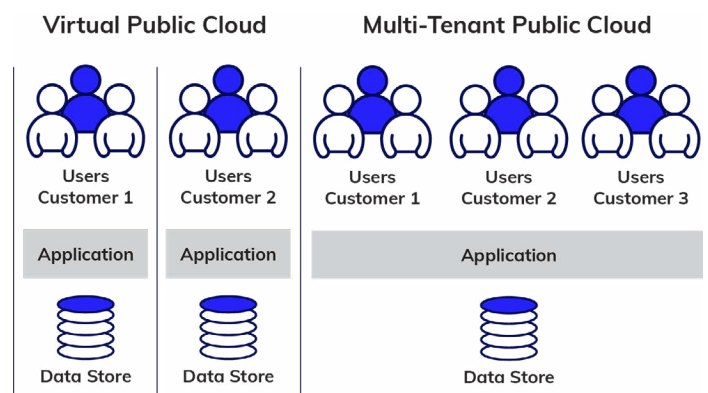 Virtual Public Cloud
Multi-Tenant Public Cloud
Users
Customer 1
Users
Customer 2
Users
Customer 1
Users
Customer 2
Users
Customer 3
Application
Application
Application
Data Store
Data Store
Data Store